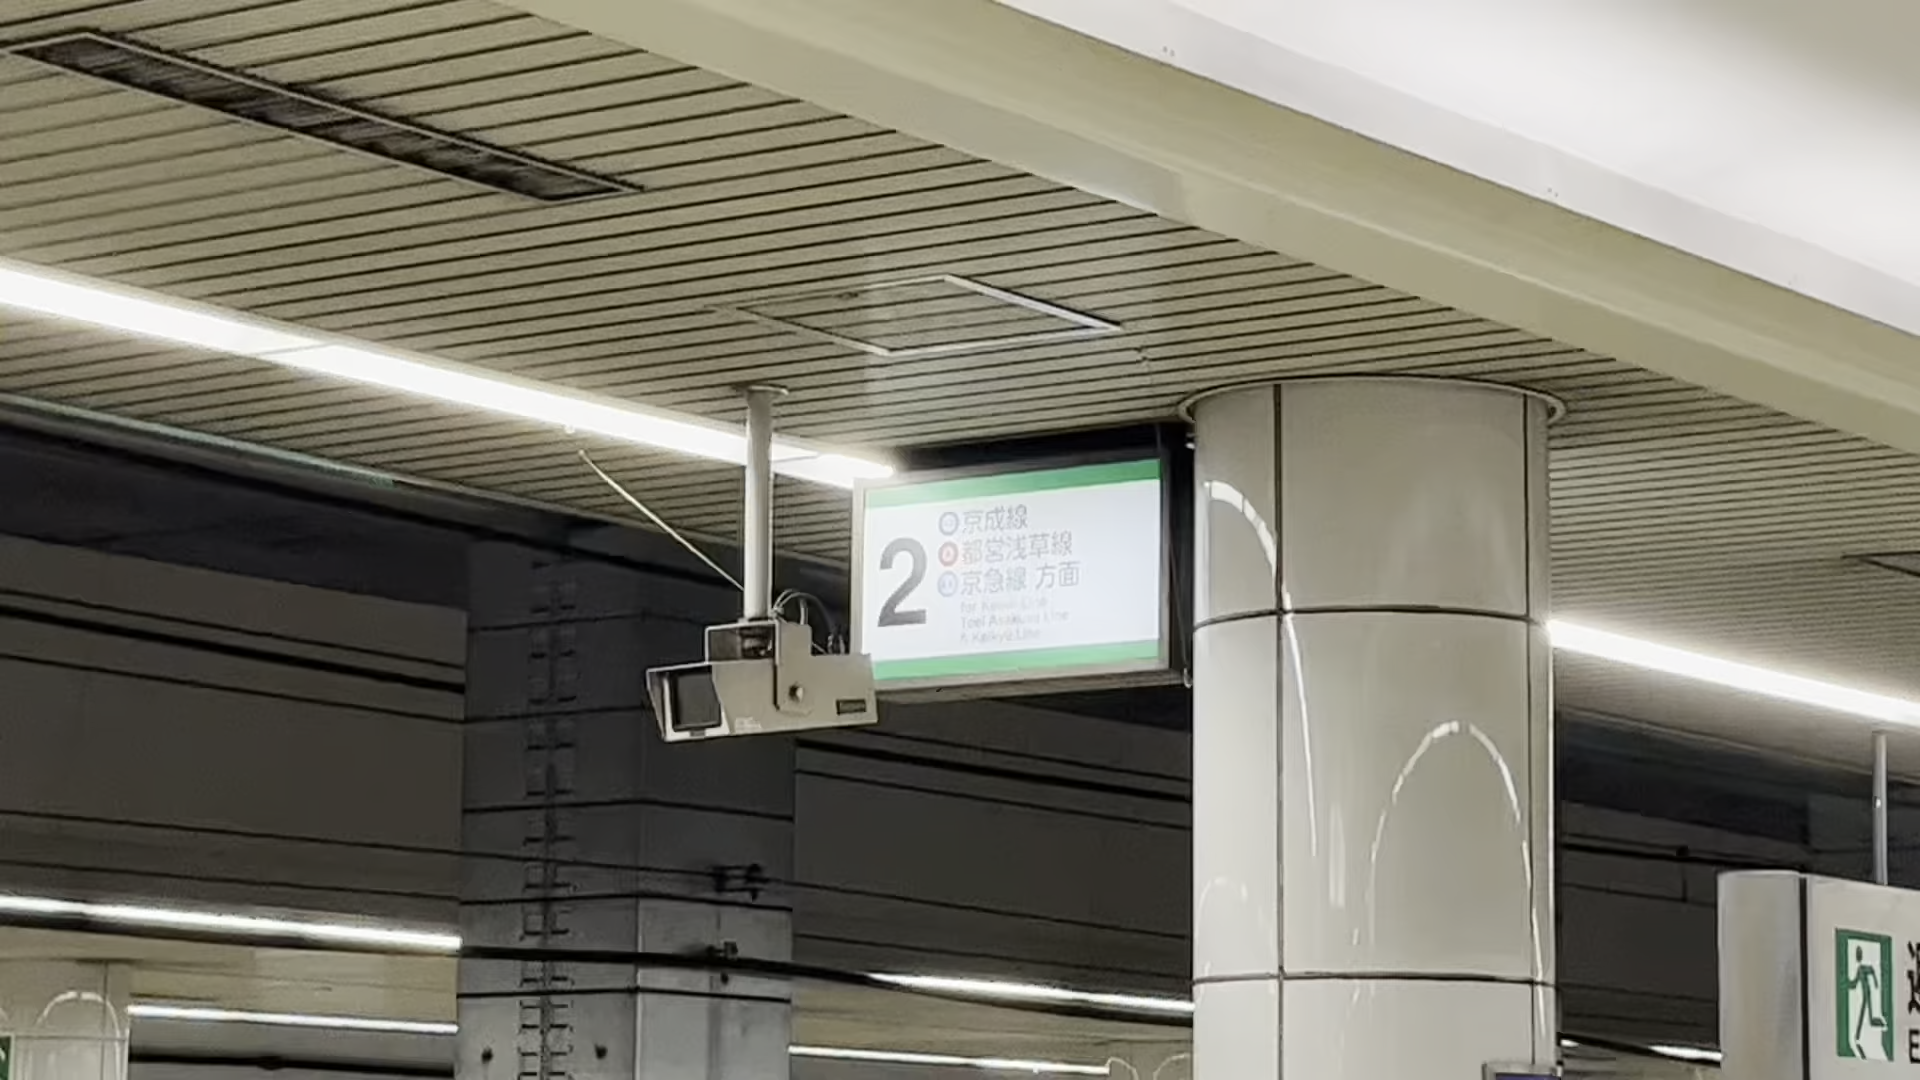 2
京成線
都営浅草線
京急線 方面
for Keisei Line
Toei Asakusa Line
& Keikyu Line